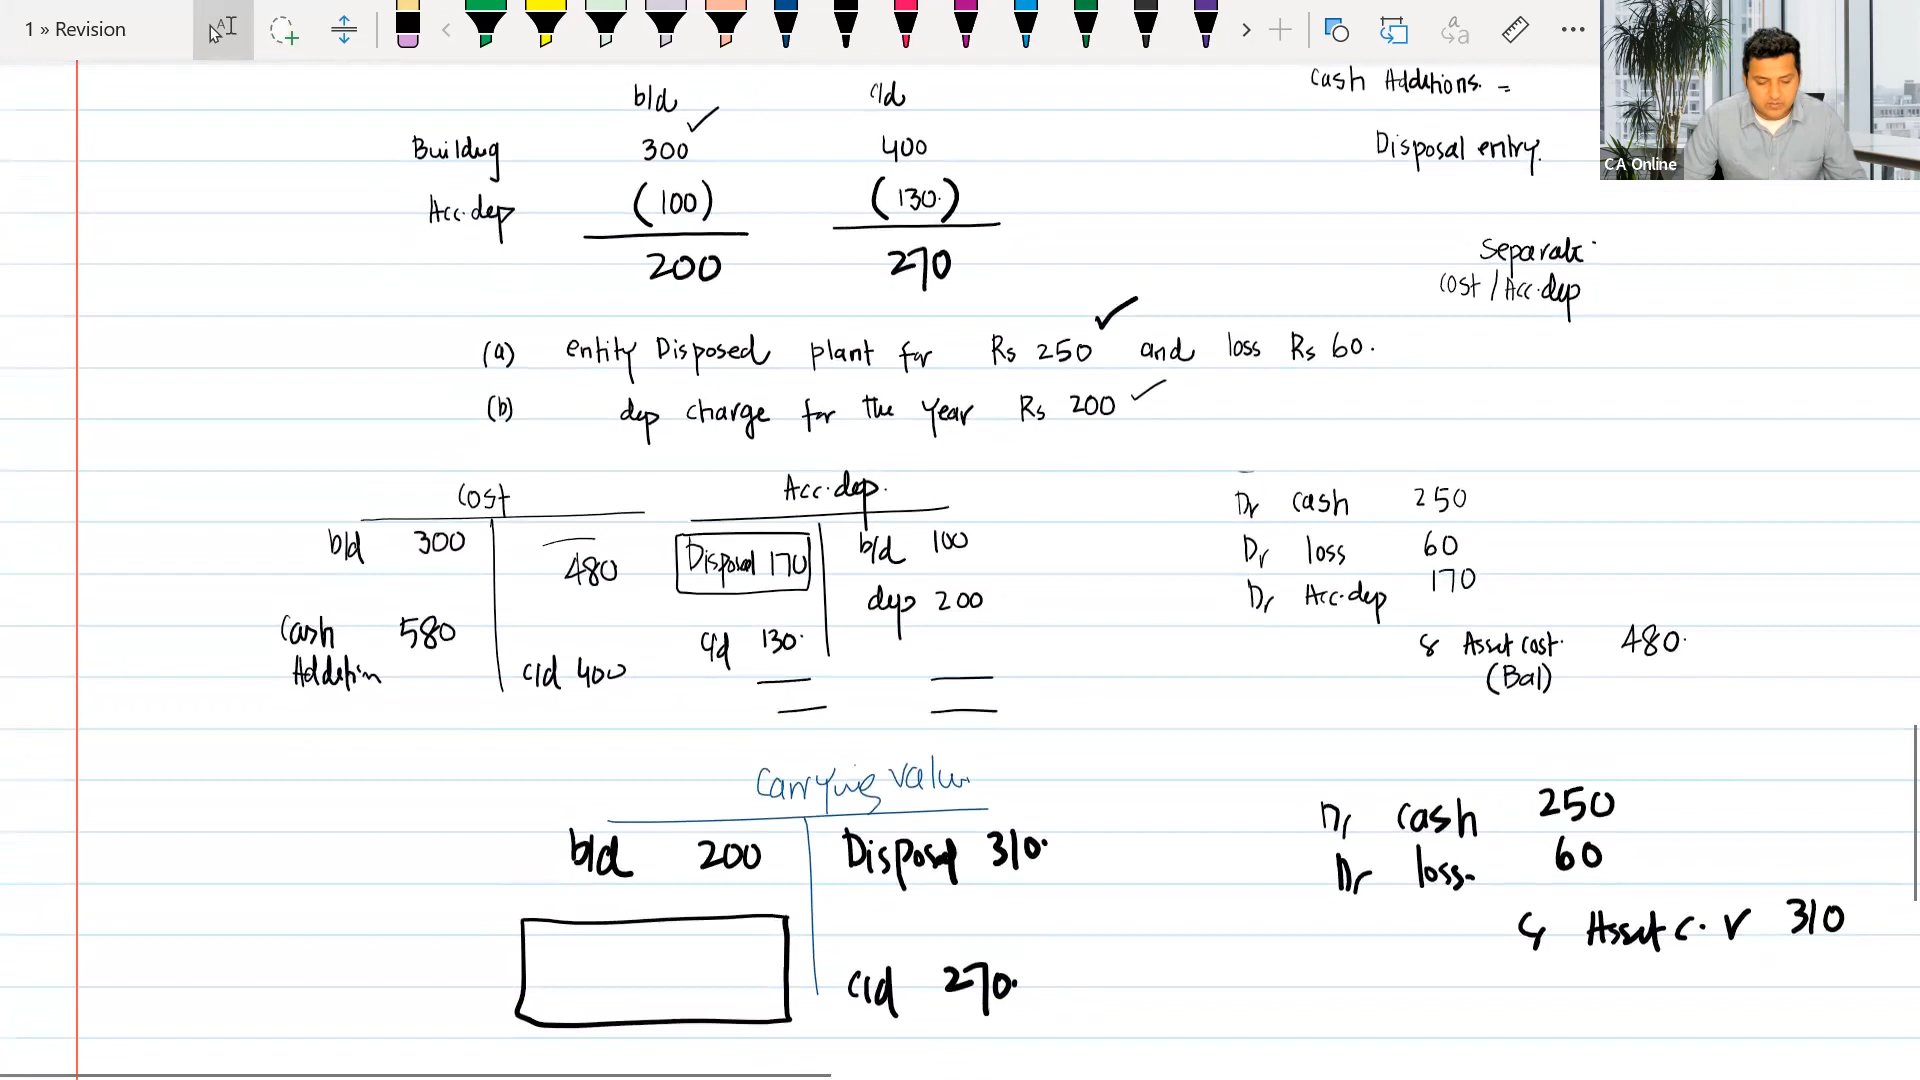 1 » Revision
C A Online
Cash Additions. =
Disposal entry.
Separate
Cost / Acc.dep
b/d c/d
Building 300 400
Acc.dep (100) (130.)
200 270
(a) entity Disposed plant for Rs 250 and loss Rs 60.
(b) dep charge for the year Rs 200
Cost
b/d 300 480
Cash Addition 580
c/d 400
Acc.dep.
Disposal 170 b/d 100
dep 200
c/d 130.
Dr cash 250
Dr loss 60
Dr Acc.dep 170
Cr Asset cost. 480.
(Bal)
Carrying value
b/d 200 Disposal 310.
c/d 270.
Dr cash 250
Dr loss. 60
Cr Asset C.V 310